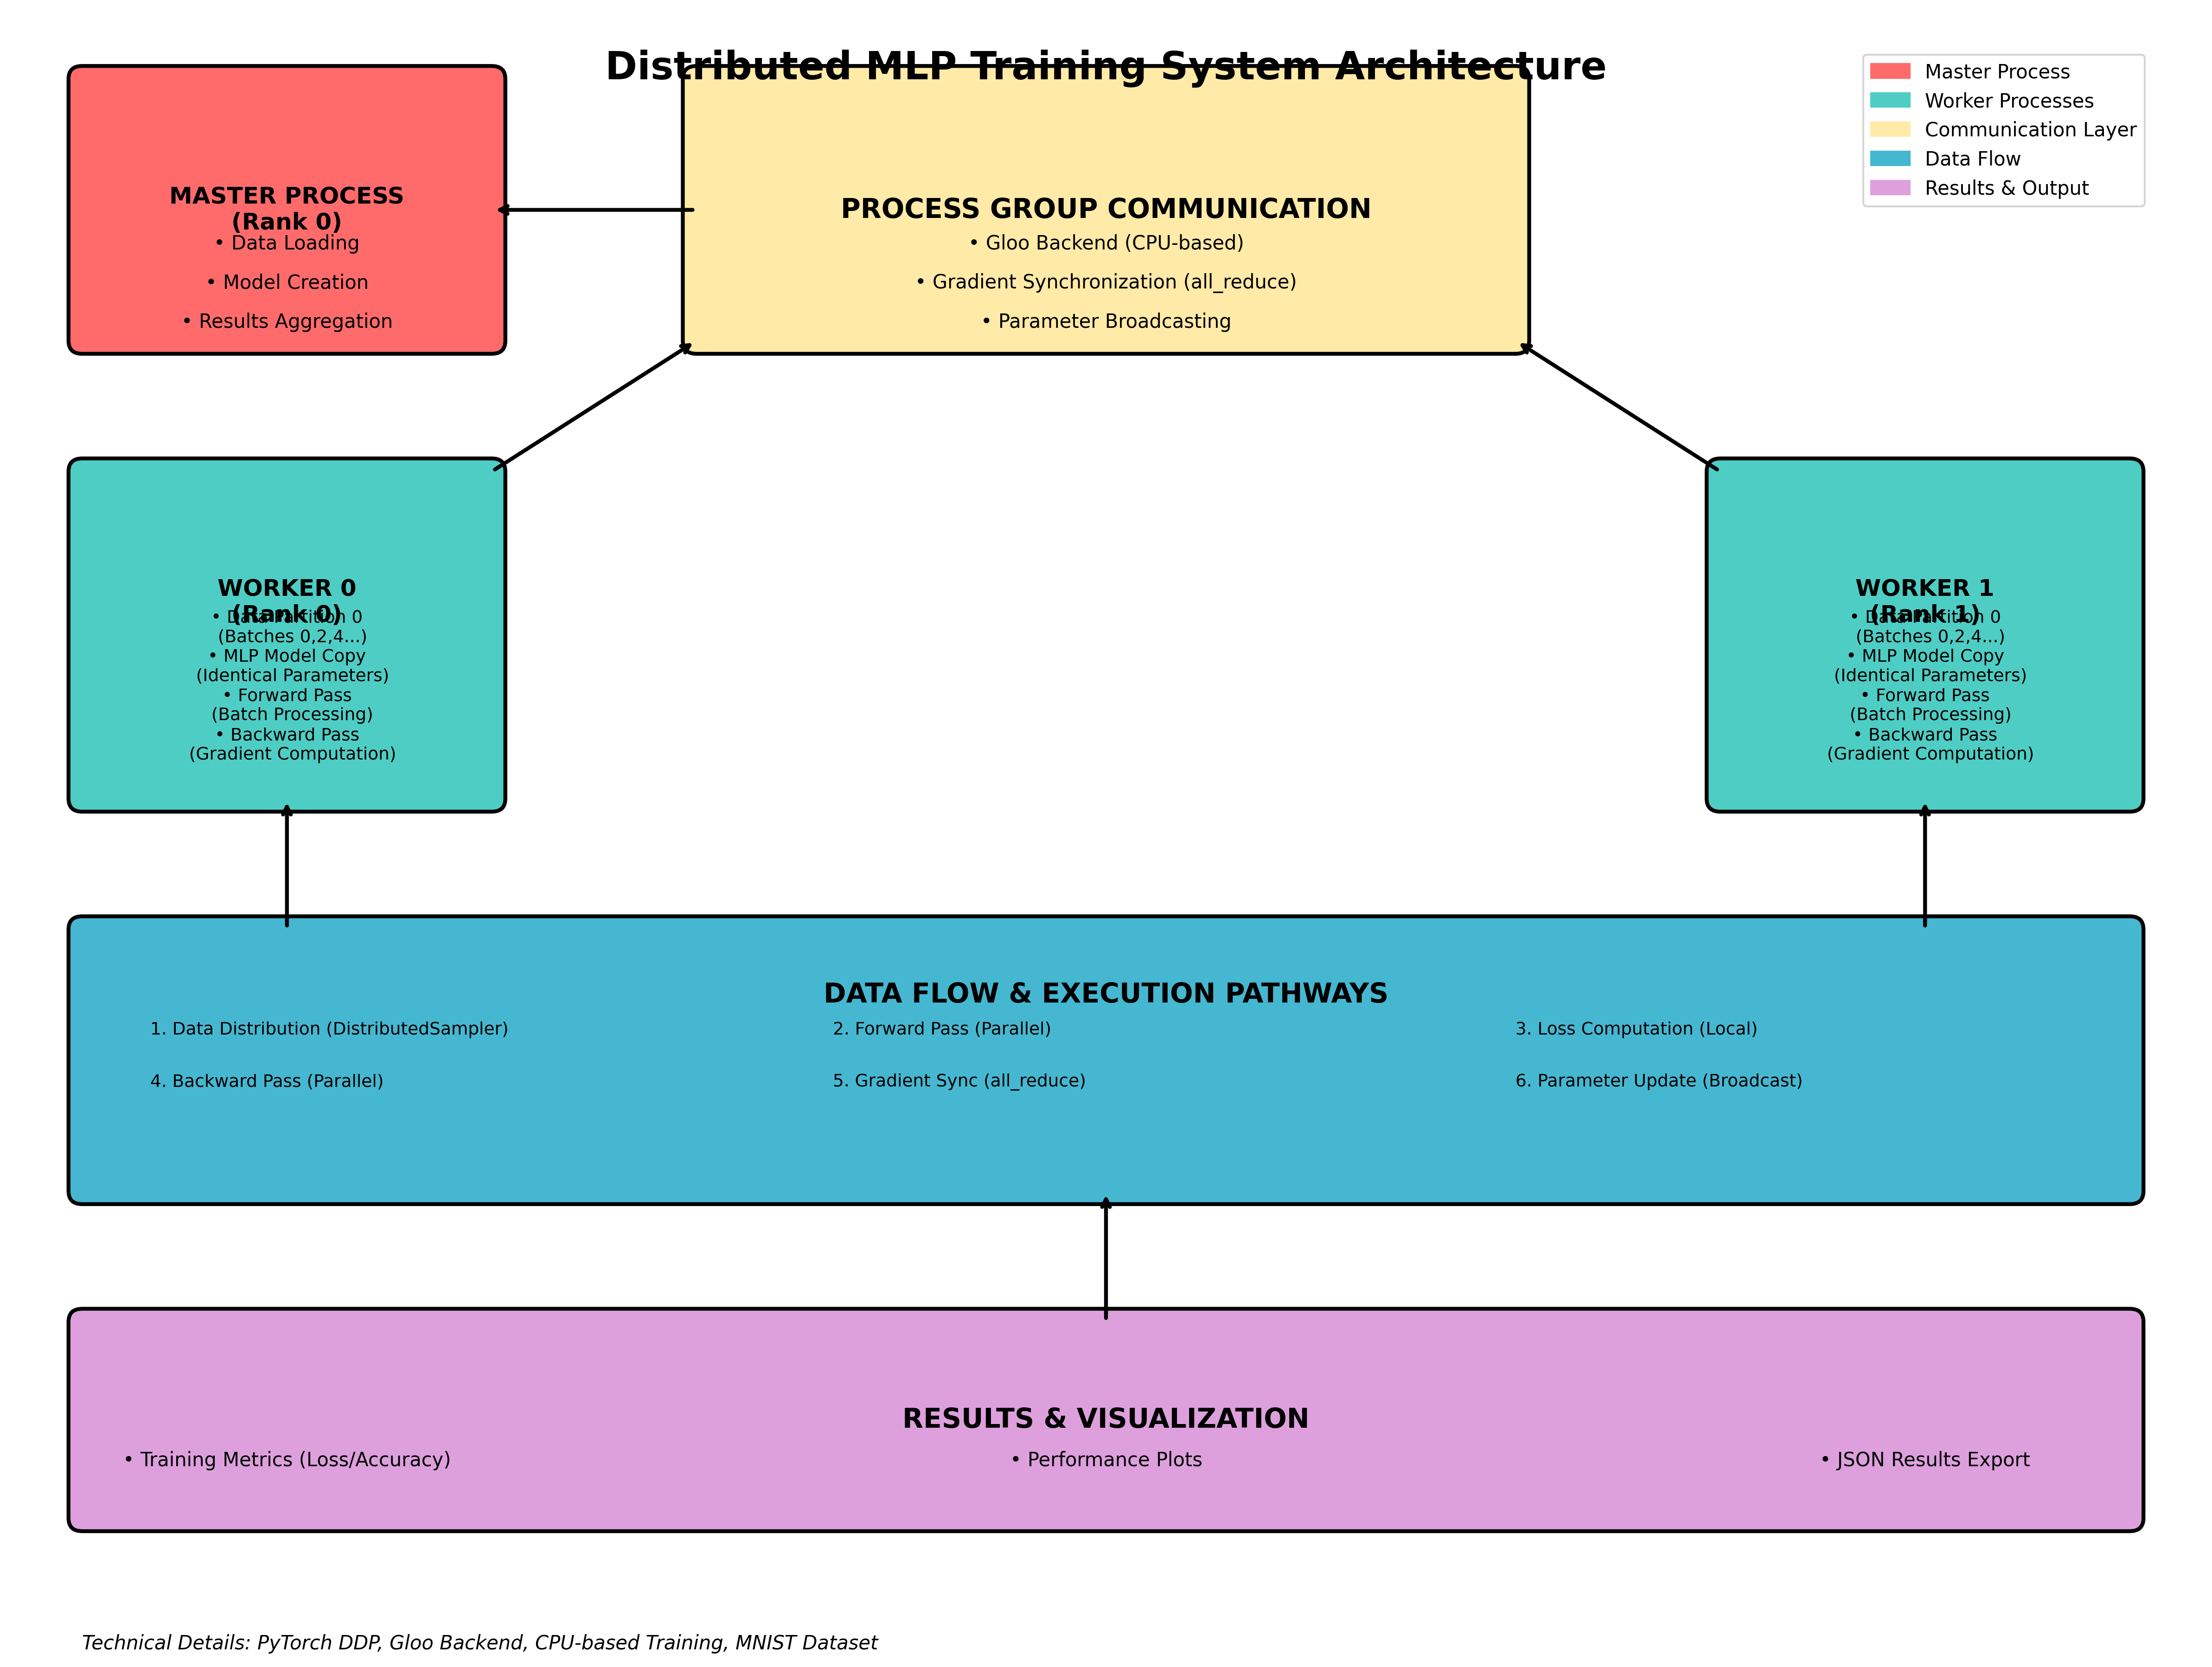 Distributed MLP Training System Architecture
Master Process
Worker Processes
Communication Layer
Data Flow
Results & Output
MASTER PROCESS
(Rank 0)
• Data Loading
• Model Creation
• Results Aggregation
PROCESS GROUP COMMUNICATION
• Gloo Backend (CPU-based)
• Gradient Synchronization (all_reduce)
• Parameter Broadcasting
WORKER 0
(Rank 0)
• Data Partition 0
(Batches 0,2,4...)
• MLP Model Copy
(Identical Parameters)
• Forward Pass
(Batch Processing)
• Backward Pass
(Gradient Computation)
WORKER 1
(Rank 1)
• Data Partition 0
(Batches 0,2,4...)
• MLP Model Copy
(Identical Parameters)
• Forward Pass
(Batch Processing)
• Backward Pass
(Gradient Computation)
DATA FLOW & EXECUTION PATHWAYS
1. Data Distribution (DistributedSampler)
2. Forward Pass (Parallel)
3. Loss Computation (Local)
4. Backward Pass (Parallel)
5. Gradient Sync (all_reduce)
6. Parameter Update (Broadcast)
RESULTS & VISUALIZATION
• Training Metrics (Loss/Accuracy)
• Performance Plots
• JSON Results Export
Technical Details: PyTorch DDP, Gloo Backend, CPU-based Training, MNIST Dataset